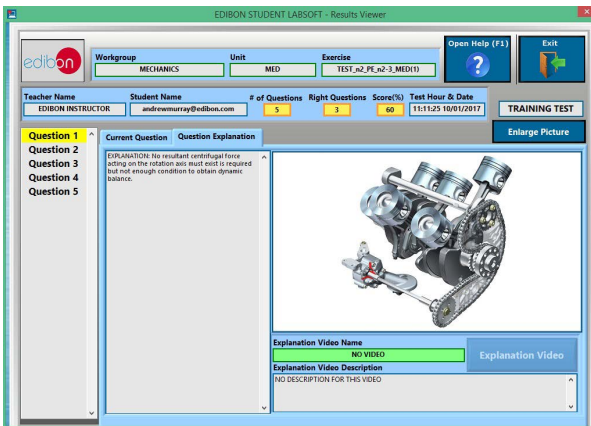 EDIBON STUDENT LABSOFT - Results Viewer
edibon
Workgroup
Unit
Exercise
MECHANICS
MED
TEST_n2_PE_n2-3_MED(1)
Open Help (F1)
Exit
Teacher Name
Student Name
# of Questions
Right Questions
Score(%)
Test Hour & Date
EDIBON INSTRUCTOR
andrewmurray@edibon.com
5
3
60
11:11:25 10/01/2017
TRAINING TEST
Enlarge Picture
Question 1
Question 2
Question 3
Question 4
Question 5
Current Question
Question Explanation
EXPLANATION: No resultant centrifugal force
acting on the rotation axis must exist is required
but not enough condition to obtain dynamic
balance.
Explanation Video Name
NO VIDEO
Explanation Video
Explanation Video Description
NO DESCRIPTION FOR THIS VIDEO